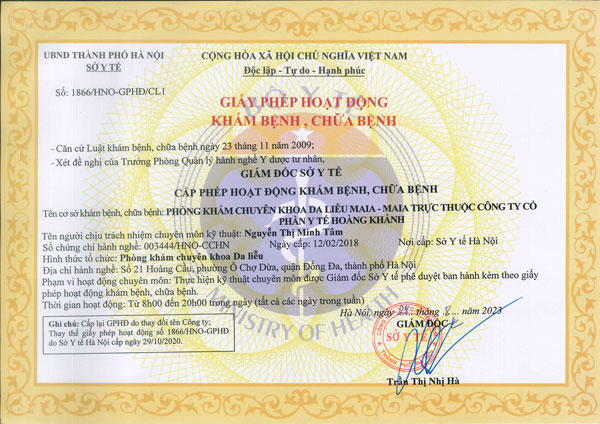 UBND THÀNH PHỐ HÀ NỘI
SỞ Y TẾ
CỘNG HÒA XÃ HỘI CHỦ NGHĨA VIỆT NAM
Độc lập - Tự do - Hạnh phúc
Số: 1866/HNO-GPHĐ/CL1
GIẤY PHÉP HOẠT ĐỘNG
KHÁM BỆNH , CHỮA BỆNH
SỞ Y TẾ
- Căn cứ Luật khám bệnh, chữa bệnh ngày 23 tháng 11 năm 2009;
- Xét đề nghị của Trưởng Phòng Quản lý hành nghề Y dược tư nhân,
GIÁM ĐỐC SỞ Y TẾ
CẤP PHÉP HOẠT ĐỘNG KHÁM BỆNH, CHỮA BỆNH
Tên cơ sở khám bệnh, chữa bệnh: PHÒNG KHÁM CHUYÊN KHOA DA LIỄU MAIA - MAIA TRỰC THUỘC CÔNG TY CỔ
PHẦN Y TẾ HOÀNG KHÁNH
Tên người chịu trách nhiệm chuyên môn kỹ thuật: Nguyễn Thị Minh Tâm
Số chứng chỉ hành nghề: 003444/HNO-CCHN Ngày cấp: 12/02/2018 Nơi cấp: Sở Y tế Hà Nội
Hình thức tổ chức: Phòng khám chuyên khoa Da liễu
Địa chỉ hành nghề: Số 21 Hoàng Cầu, phường Ô Chợ Dừa, quận Đống Đa, thành phố Hà Nội
Phạm vi hoạt động chuyên môn: Thực hiện kỹ thuật chuyên môn được Giám đốc Sở Y tế phê duyệt ban hành kèm theo giấy
phép hoạt động khám bệnh, chữa bệnh.
Thời gian hoạt động: Từ 8h00 đến 20h00 trong ngày (tất cả các ngày trong tuần)
MINISTRY OF HEALTH
Hà Nội, ngày tháng năm 2023
GIÁM ĐỐC
SỞ Y TẾ
Trần Thị Nhị Hà
Ghi chú: Cấp lại GPHĐ do thay đổi tên Công ty;
Thay thế giấy phép hoạt động số 1866/HNO-GPHĐ
do Sở Y tế Hà Nội cấp ngày 29/10/2020.